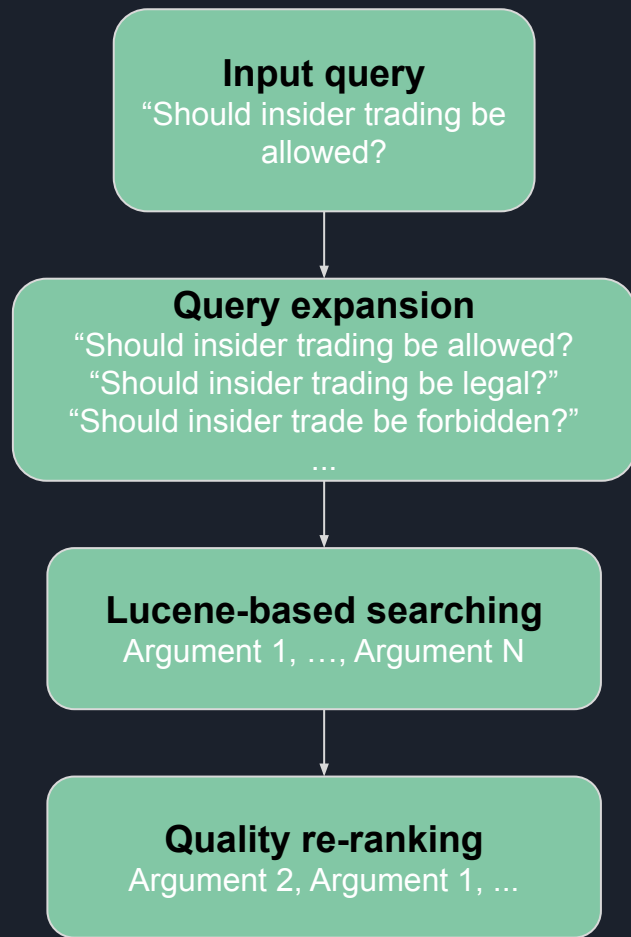 Input query
“Should insider trading be
allowed?
Query expansion
“Should insider trading be allowed?
“Should insider trading be legal?”
“Should insider trade be forbidden?”
...
Lucene-based searching
Argument 1, …, Argument N
Quality re-ranking
Argument 2, Argument 1, ...